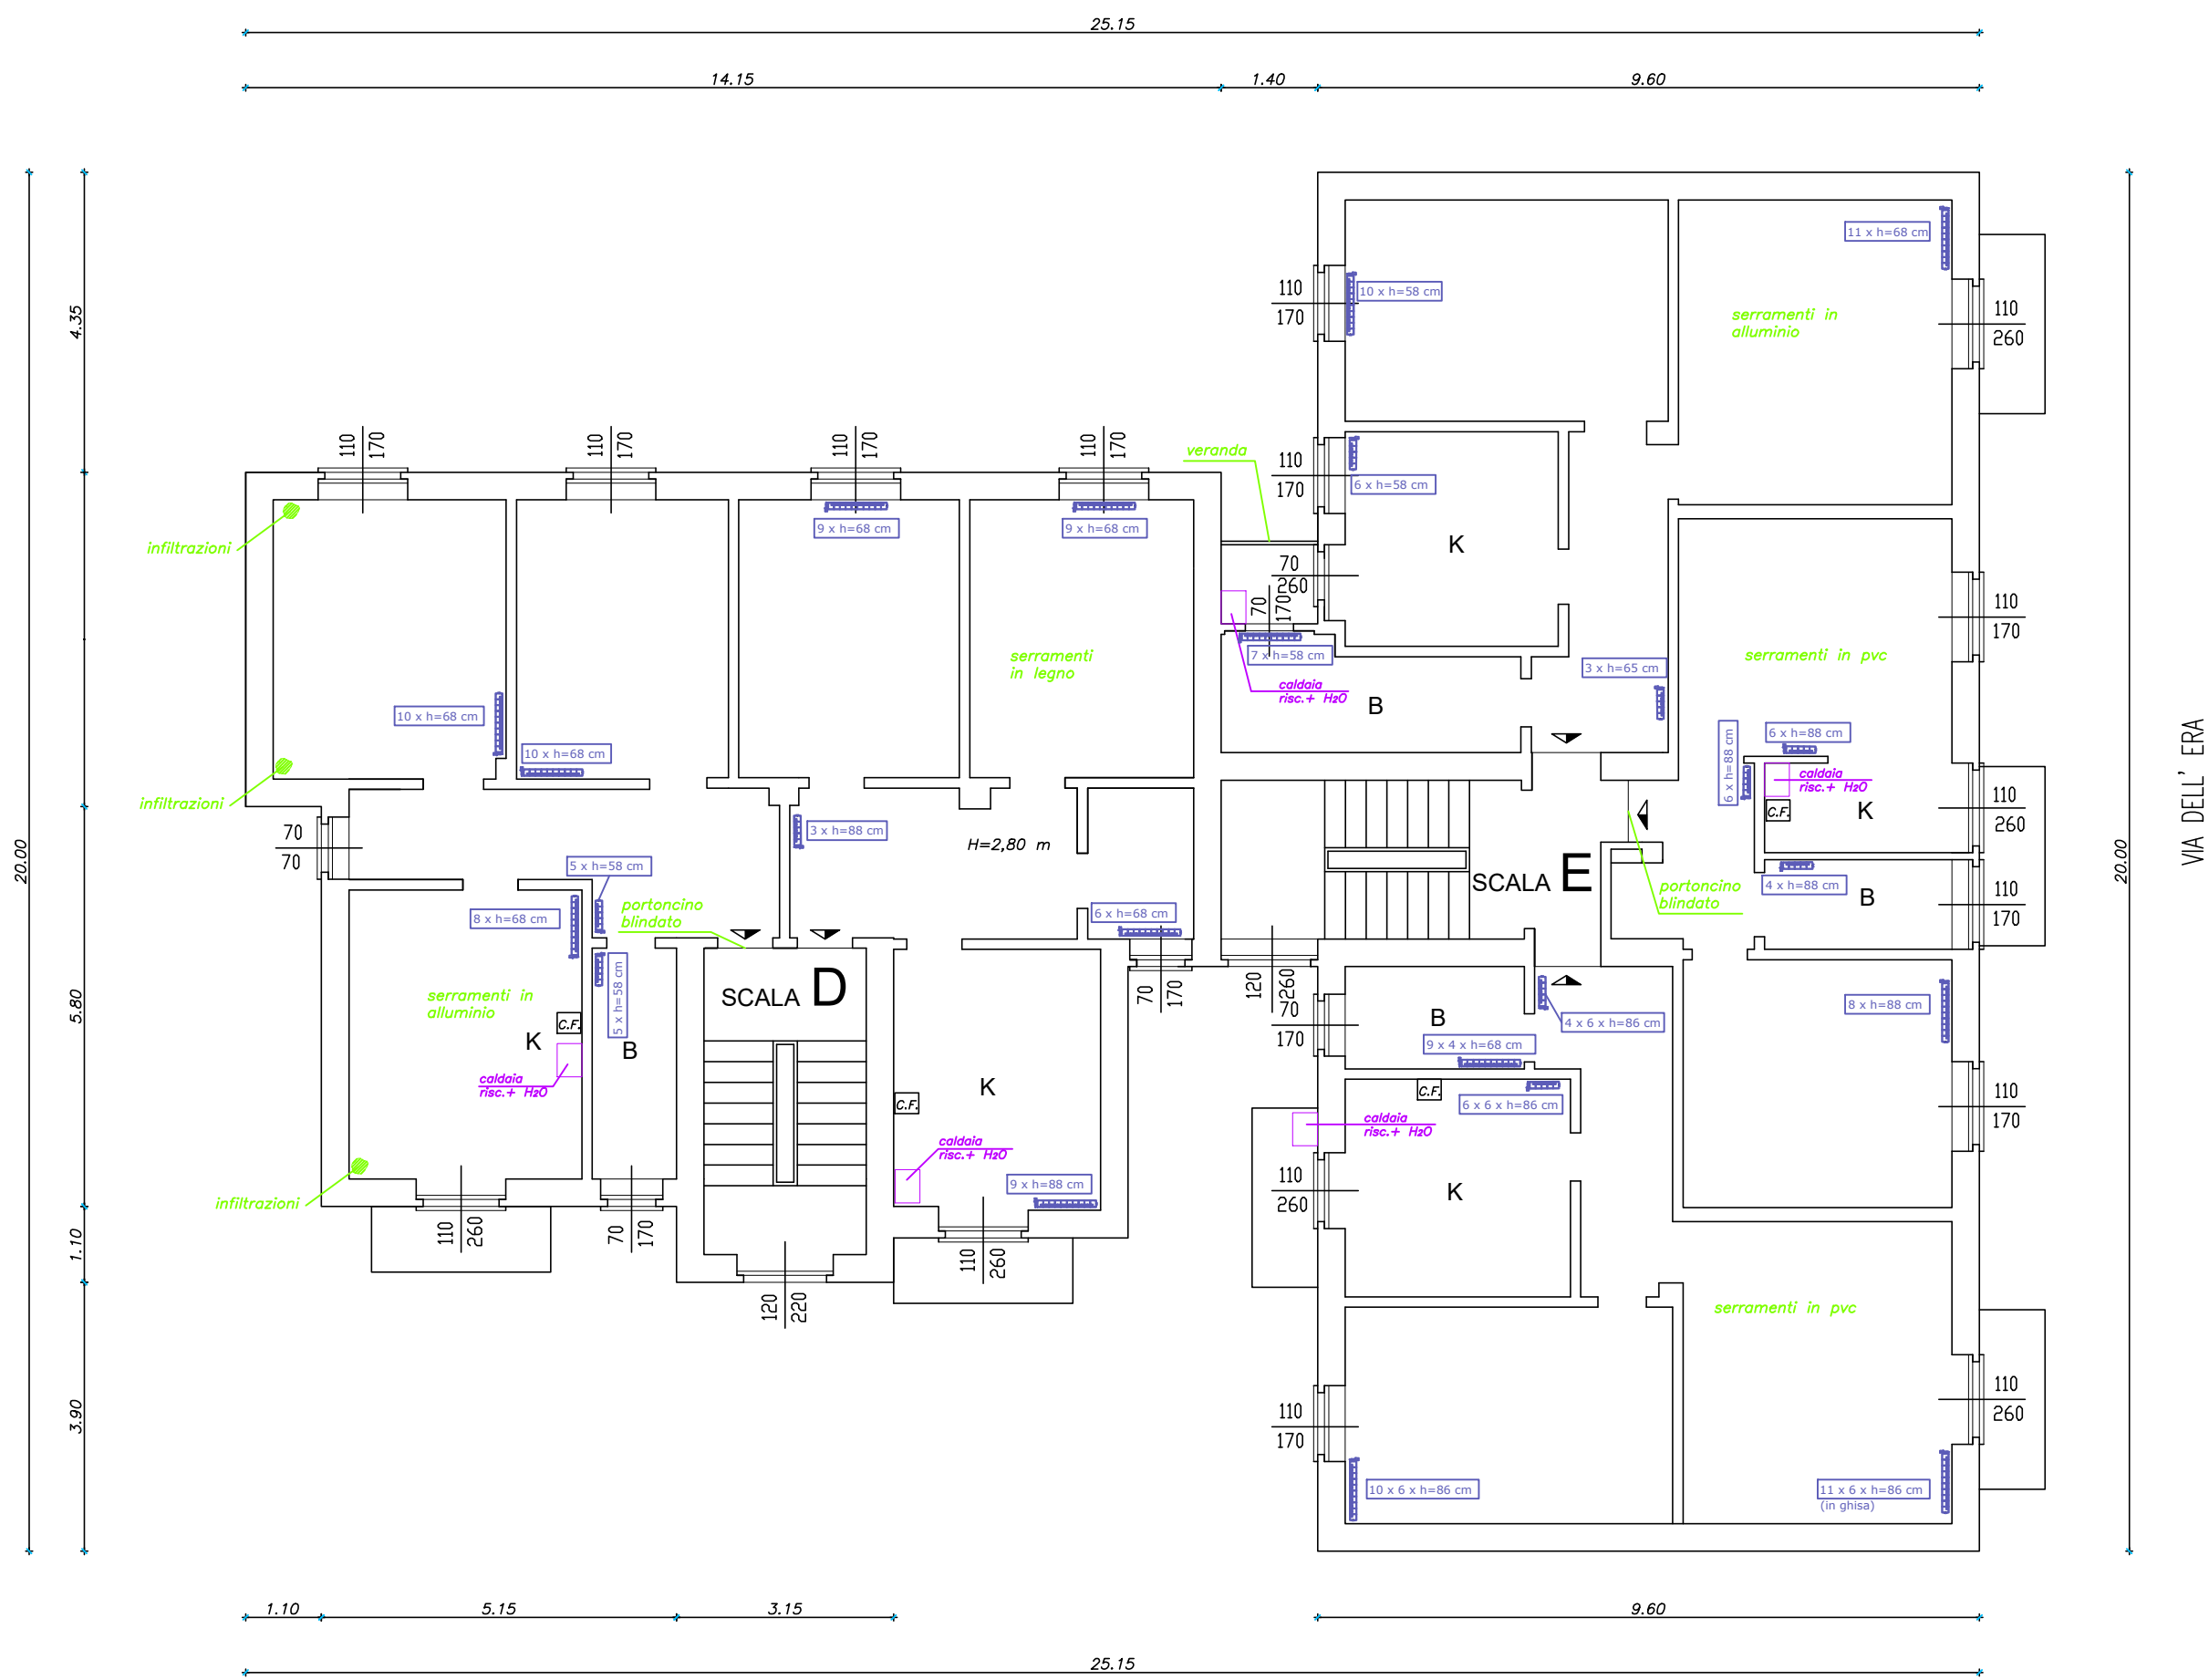 25.15
14.15
1.40
9.60
11 x h=68 cm
110
170
10 x h=58 cm
serramenti in
alluminio
110
260
4.35
110
170
110
170
110
170
110
170
veranda
110
170
6 x h=58 cm
9 x h=68 cm
9 x h=68 cm
infiltrazioni
K
70
260
70
170
110
170
serramenti
in legno
7 x h=58 cm
3 x h=65 cm
serramenti in pvc
caldaia
risc.+ H2O
B
10 x h=68 cm
10 x h=68 cm
6 x h=88 cm
6 x h=88 cm
caldaia
risc.+ H2O
C.F.
K
110
260
VIA DELL' ERA
infiltrazioni
70
70
3 x h=88 cm
H=2,80 m
20.00
20.00
5 x h=58 cm
SCALA E
4 x h=88 cm
B
110
170
portoncino
blindato
8 x h=68 cm
portoncino
blindato
6 x h=68 cm
5.80
serramenti in
alluminio
5 x h=58 cm
SCALA D
70
170
120
260
70
170
B
4 x 6 x h=86 cm
8 x h=88 cm
C.F.
K
B
9 x 4 x h=68 cm
caldaia
risc.+ H2O
K
C.F.
C.F.
6 x 6 x h=86 cm
caldaia
risc.+ H2O
110
170
caldaia
risc.+ H2O
9 x h=88 cm
110
260
K
infiltrazioni
1.10
110
260
70
170
110
260
120
220
serramenti in pvc
3.90
110
170
110
260
10 x 6 x h=86 cm
11 x 6 x h=86 cm
(in ghisa)
1.10
5.15
3.15
9.60
25.15